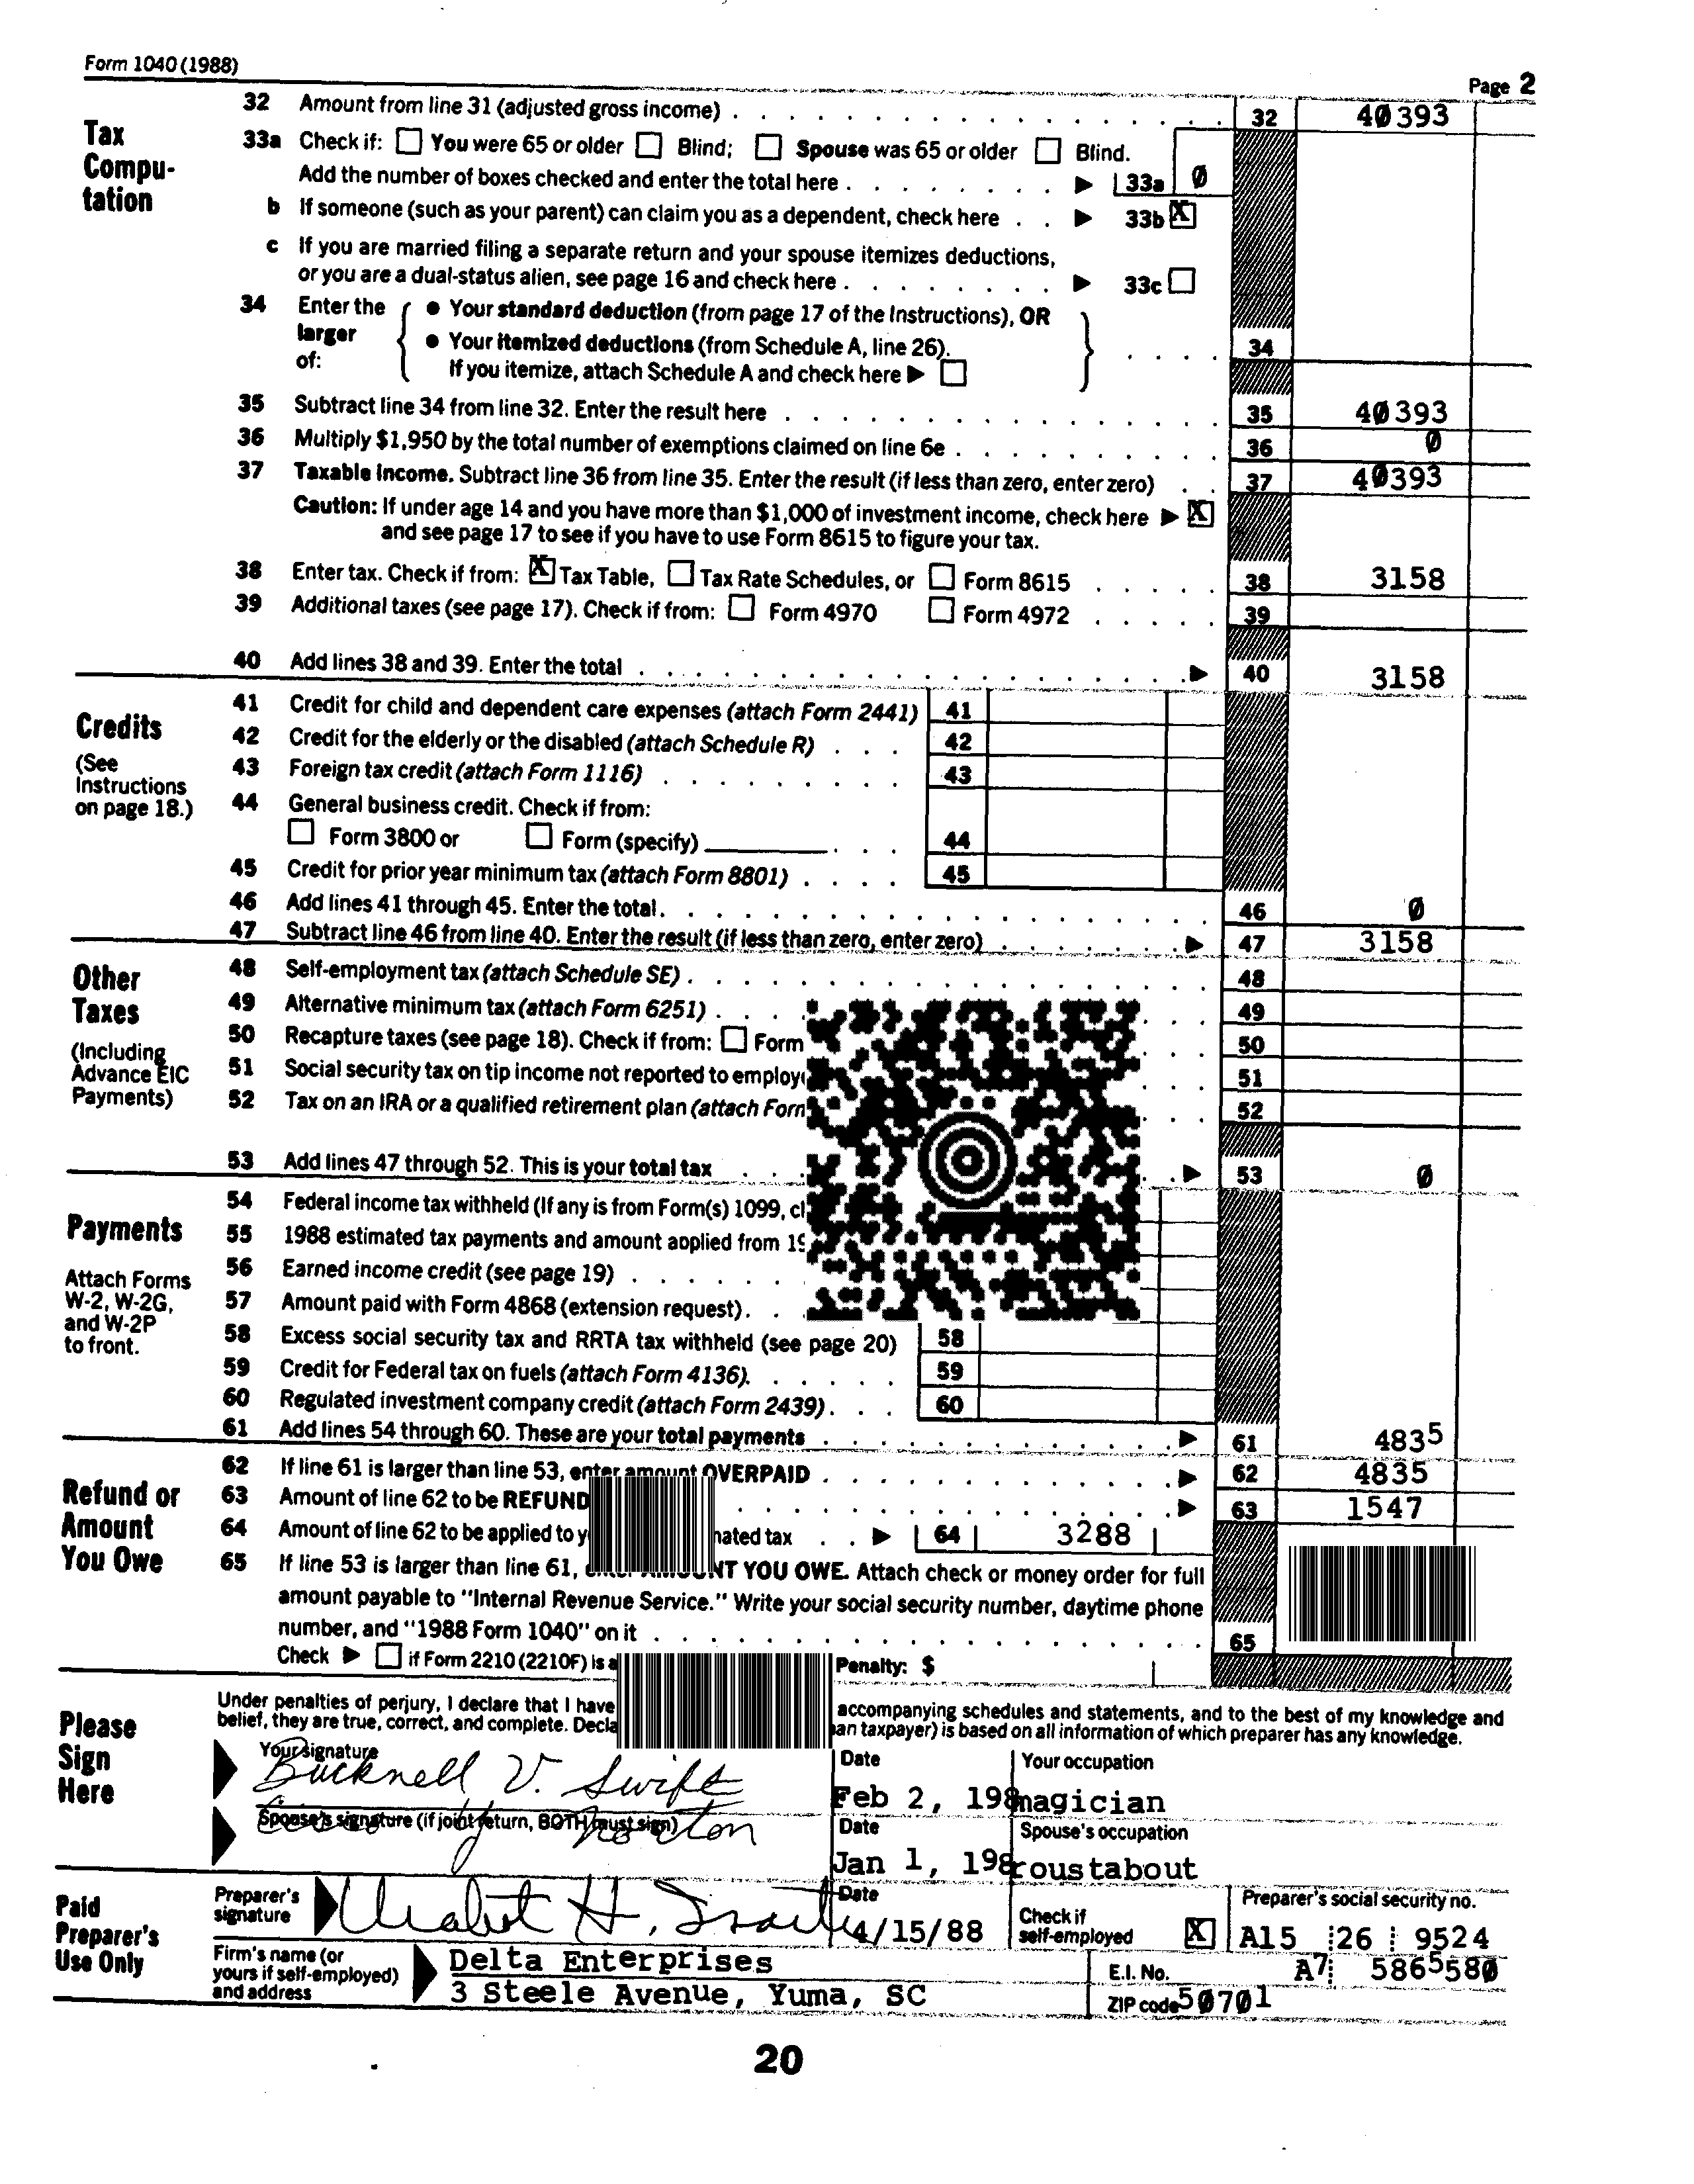 Form 1040 (1988)
Page 2
Tax Compu-tation
32 Amount from line 31 (adjusted gross income) 32 40393
33a Check if: You were 65 or older Blind; Spouse was 65 or older Blind.
Add the number of boxes checked and enter the total here 33a 0
b If someone (such as your parent) can claim you as a dependent, check here 33b X
c If you are married filing a separate return and your spouse itemizes deductions,
or you are a dual-status alien, see page 16 and check here 33c
34 Enter the larger of: { ● Your standard deduction (from page 17 of the Instructions), OR
● Your itemized deductions (from Schedule A, line 26).
If you itemize, attach Schedule A and check here } 34
35 Subtract line 34 from line 32. Enter the result here 35 40393
36 Multiply $1,950 by the total number of exemptions claimed on line 6e 36 0
37 Taxable income. Subtract line 36 from line 35. Enter the result (if less than zero, enter zero) 37 40393
Caution: If under age 14 and you have more than $1,000 of investment income, check here X
and see page 17 to see if you have to use Form 8615 to figure your tax.
38 Enter tax. Check if from: X Tax Table, Tax Rate Schedules, or Form 8615 38 3158
39 Additional taxes (see page 17). Check if from: Form 4970 Form 4972 39
40 Add lines 38 and 39. Enter the total 40 3158
Credits
(See Instructions on page 18.)
41 Credit for child and dependent care expenses (attach Form 2441) 41
42 Credit for the elderly or the disabled (attach Schedule R) 42
43 Foreign tax credit (attach Form 1116) 43
44 General business credit. Check if from:
Form 3800 or Form (specify) 44
45 Credit for prior year minimum tax (attach Form 8801) 45
46 Add lines 41 through 45. Enter the total. 46 0
47 Subtract line 46 from line 40. Enter the result (if less than zero, enter zero) 47 3158
Other Taxes
(Including Advance EIC Payments)
48 Self-employment tax (attach Schedule SE) 48
49 Alternative minimum tax (attach Form 6251) 49
50 Recapture taxes (see page 18). Check if from: Form 50
51 Social security tax on tip income not reported to 51
52 Tax on an IRA or a qualified retirement plan (attach 52
53 Add lines 47 through 52. This is your total tax 53 0
Payments
Attach Forms W-2, W-2G, and W-2P to front.
54 Federal income tax withheld (If any is from Form(s) 1099,
55 1988 estimated tax payments and amount applied from
56 Earned income credit (see page 19)
57 Amount paid with Form 4868 (extension request).
58 Excess social security tax and RRTA tax withheld (see page 20) 58
59 Credit for Federal tax on fuels (attach Form 4136). 59
60 Regulated investment company credit (attach Form 2439) 60
61 Add lines 54 through 60. These are your total payments 61 4835
Refund or Amount You Owe
62 If line 61 is larger than line 53, enter amount OVERPAID 62 4835
63 Amount of line 62 to be REFUND 63 1547
64 Amount of line 62 to be applied to tax 64 3288
65 If line 53 is larger than line 61, YOU OWE. Attach check or money order for full
amount payable to "Internal Revenue Service." Write your social security number, daytime phone
number, and "1988 Form 1040" on it 65
Check if Form 2210 (2210F) is Penalty: $
Please Sign Here
Under penalties of perjury, I declare that I have accompanying schedules and statements, and to the best of my knowledge and
belief, they are true, correct, and complete. taxpayer) is based on all information of which preparer has any knowledge.
Your signature Date Your occupation
Bucknell V. Swift Feb 2, 198 magician
Spouse's signature (if joint return, BOTH must sign) Date Spouse's occupation
Norton Jan 1, 198 roustabout
Paid Preparer's Use Only
Preparer's signature Date 4/15/88 Check if self-employed X Preparer's social security no. A15 26 9524
Firm's name (or yours if self-employed) and address
Delta Enterprises E.I. No. A7 5865580
3 Steele Avenue, Yuma, SC ZIP code 50701
20